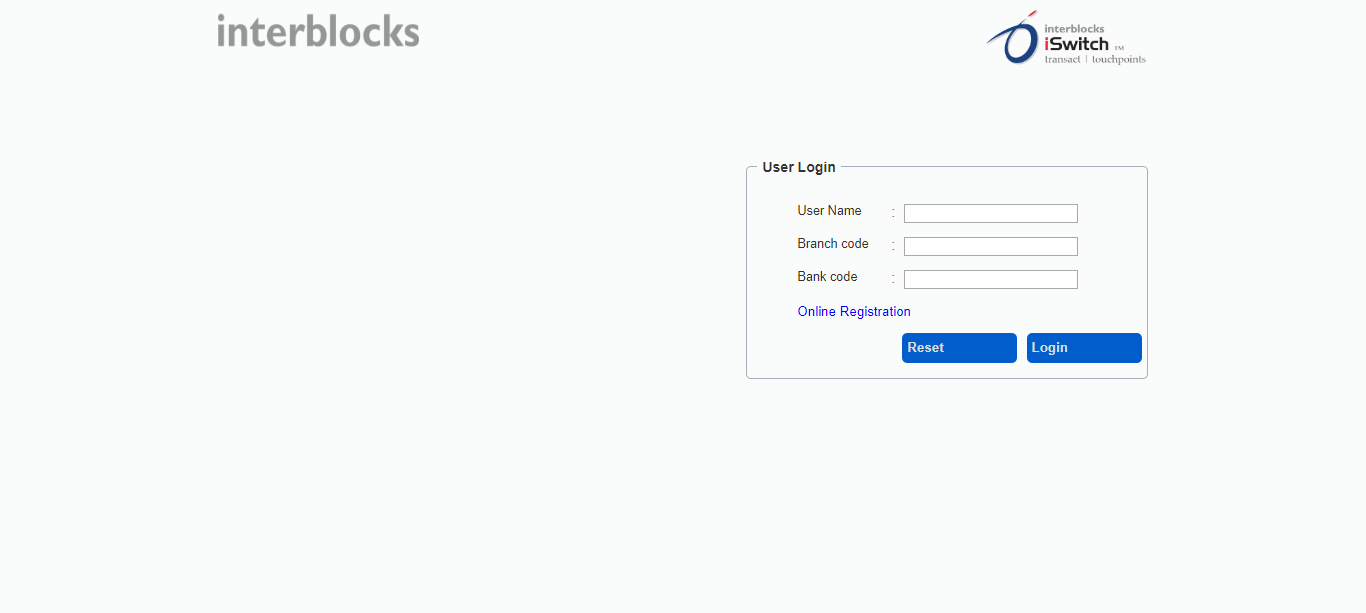 interblocks
interblocks
iSwitch TM
transact | touchpoints
User Login
User Name :
Branch code :
Bank code :
Online Registration
Reset Login